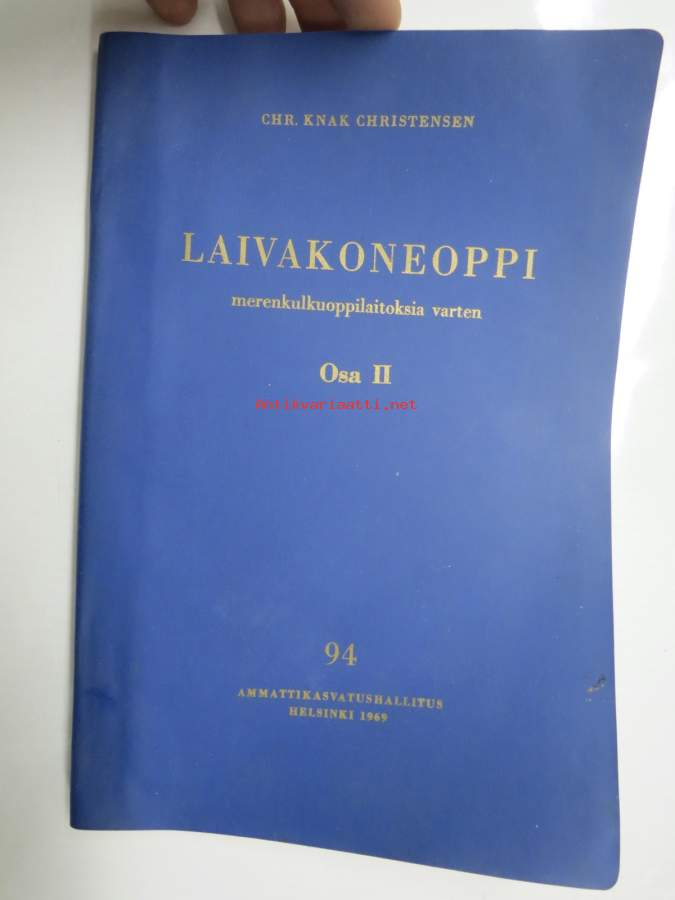 CHR. KNAK CHRISTENSEN
LAIVAKONEOPPI
merenkulkuoppilaitoksia varten
Osa II
Antikvariaatti.net
94
AMMATTIKASVATUSHALLITUS
HELSINKI 1969